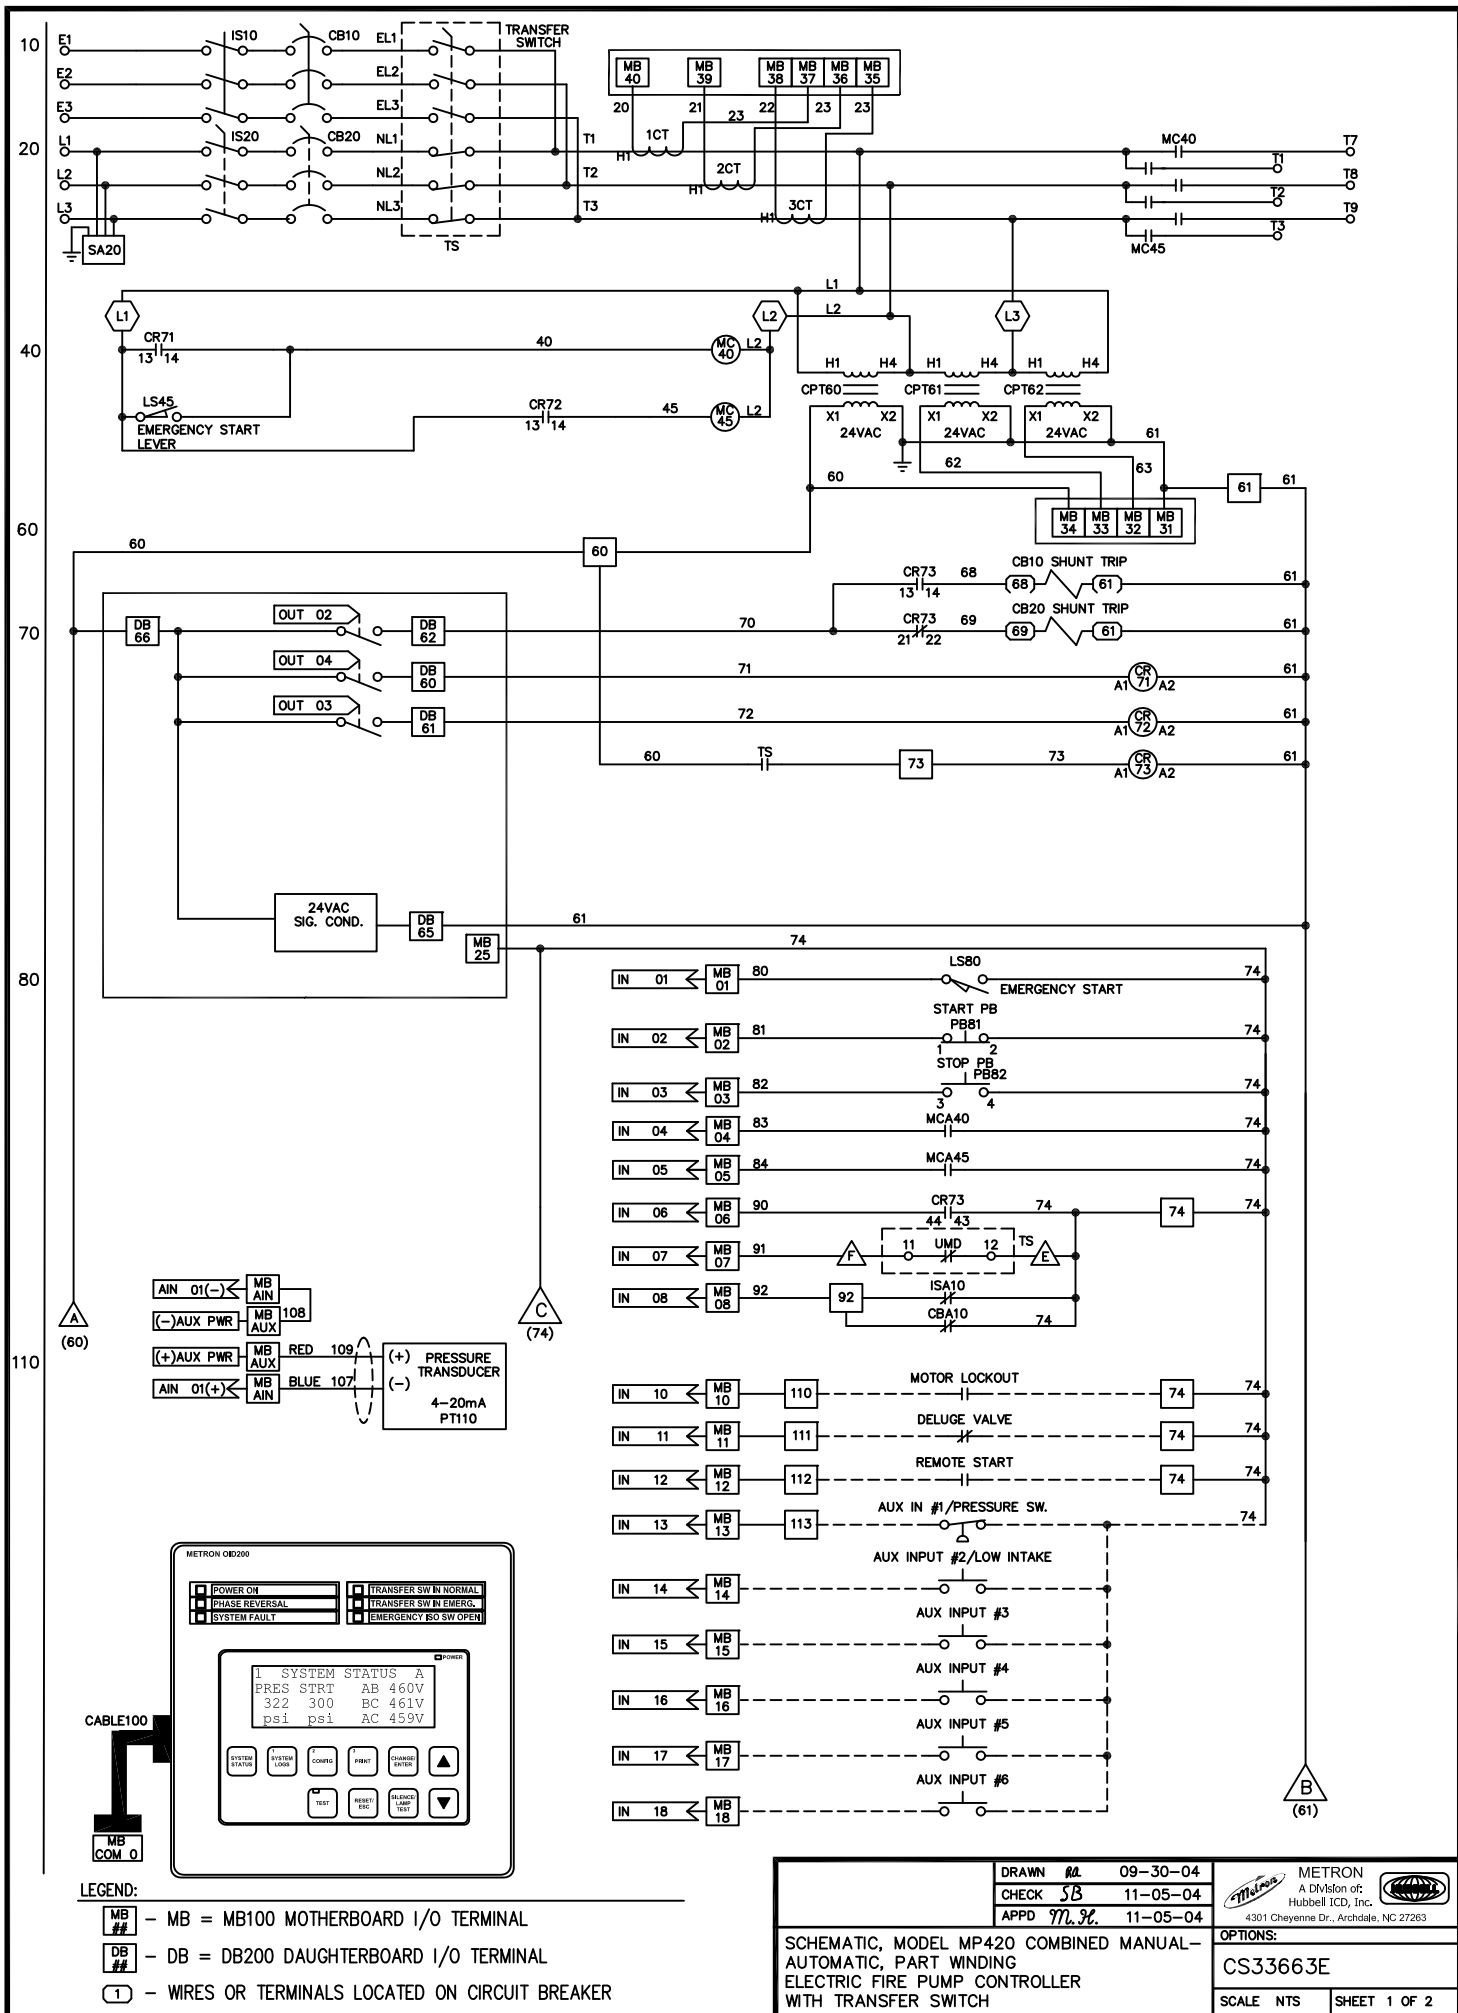 10
E1
IS10
CB10
EL1
TRANSFER
SWITCH
E2
EL2
E3
EL3
MB 40
MB 39
MB 38
MB 37
MB 36
MB 35
20
21
22
23
23
23
20
L1
IS20
CB20
NL1
T1
H1
1CT
MC40
T7
T1
L2
NL2
T2
H1
2CT
T8
T2
L3
NL3
T3
H1
3CT
T9
T3
MC45
SA20
TS
L1
L2
L1
L2
L3
40
CR71
13 14
40
MC 40
L2
H1 H4
H1 H4
H1 H4
CPT60
CPT61
CPT62
LS45
EMERGENCY START
LEVER
CR72
13 14
45
MC 45
L2
X1 X2
X1 X2
X1 X2
24VAC
24VAC
24VAC
61
60
62
63
61
61
MB 34
MB 33
MB 32
MB 31
60
60
60
CB10 SHUNT TRIP
CR73
13 14
68
68
61
61
CB20 SHUNT TRIP
70
DB 66
OUT 02
DB 62
70
CR73
21 22
69
69
61
61
OUT 04
DB 60
71
A1
CR 71
A2
61
OUT 03
DB 61
72
A1
CR 72
A2
61
60
TS
73
73
A1
CR 73
A2
61
24VAC
SIG. COND.
DB 65
61
MB 25
74
80
IN 01
MB 01
80
LS80
EMERGENCY START
74
START PB
PB81
IN 02
MB 02
81
1 2
74
STOP PB
PB82
IN 03
MB 03
82
3 4
74
IN 04
MB 04
83
MCA40
74
IN 05
MB 05
84
MCA45
74
IN 06
MB 06
90
CR73
44 43
74
74
74
IN 07
MB 07
91
F
11
UMD
12
TS
E
IN 08
MB 08
92
92
ISA10
CBA10
74
A
(60)
C
(74)
AIN 01(-)
MB AIN
(-)AUX PWR
MB AUX
108
110
(+)AUX PWR
MB AUX
RED 109
AIN 01(+)
MB AIN
BLUE 107
(+)
(-)
PRESSURE
TRANSDUCER
4-20mA
PT110
IN 10
MB 10
110
MOTOR LOCKOUT
74
74
IN 11
MB 11
111
DELUGE VALVE
74
74
IN 12
MB 12
112
REMOTE START
74
74
IN 13
MB 13
113
AUX IN #1/PRESSURE SW.
74
AUX INPUT #2/LOW INTAKE
IN 14
MB 14
AUX INPUT #3
IN 15
MB 15
AUX INPUT #4
IN 16
MB 16
AUX INPUT #5
IN 17
MB 17
AUX INPUT #6
IN 18
MB 18
B
(61)
METRON OID200
POWER ON
TRANSFER SW IN NORMAL
PHASE REVERSAL
TRANSFER SW IN EMERG.
SYSTEM FAULT
EMERGENCY ISO SW OPEN
POWER
1 SYSTEM STATUS A
PRES STRT AB 460V
322 300 BC 461V
psi psi AC 459V
SYSTEM STATUS
1 SYSTEM LOGS
2 CONFIG
3 PRINT
CHANGE/ENTER
TEST
RESET/ESC
SILENCE/LAMP TEST
CABLE100
MB
COM 0
LEGEND:
MB ## - MB = MB100 MOTHERBOARD I/O TERMINAL
DB ## - DB = DB200 DAUGHTERBOARD I/O TERMINAL
1 - WIRES OR TERMINALS LOCATED ON CIRCUIT BREAKER
DRAWN 09-30-04
CHECK SB 11-05-04
APPD M.H. 11-05-04
SCHEMATIC, MODEL MP420 COMBINED MANUAL-
AUTOMATIC, PART WINDING
ELECTRIC FIRE PUMP CONTROLLER
WITH TRANSFER SWITCH
Metron
METRON
A Division of:
Hubbell ICD, Inc.
HUBBELL
4301 Cheyenne Dr., Archdale, NC 27263
OPTIONS:
CS33663E
SCALE NTS
SHEET 1 OF 2